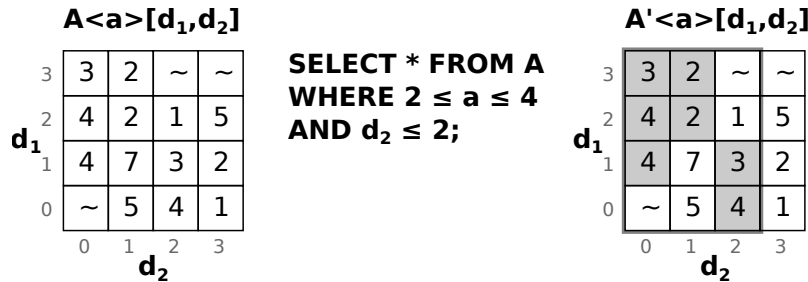 A<a>[d₁,d₂]
3 3 2 ~ ~
2 4 2 1 5
d₁
1 4 7 3 2
0 ~ 5 4 1
0 1 2 3
d₂
SELECT * FROM A
WHERE 2 ≤ a ≤ 4
AND d₂ ≤ 2;
A'<a>[d₁,d₂]
3 3 2 ~ ~
2 4 2 1 5
d₁
1 4 7 3 2
0 ~ 5 4 1
0 1 2 3
d₂